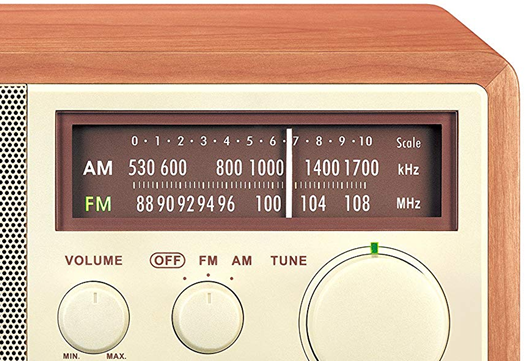 0 · 1 · 2 · 3 · 4 · 5 · 6 · 7 · 8 · 9 · 10 Scale
AM 530 600 800 1000 1400 1700 kHz
FM 88 90 92 94 96 100 104 108 MHz
VOLUME OFF FM AM TUNE
MIN. MAX.